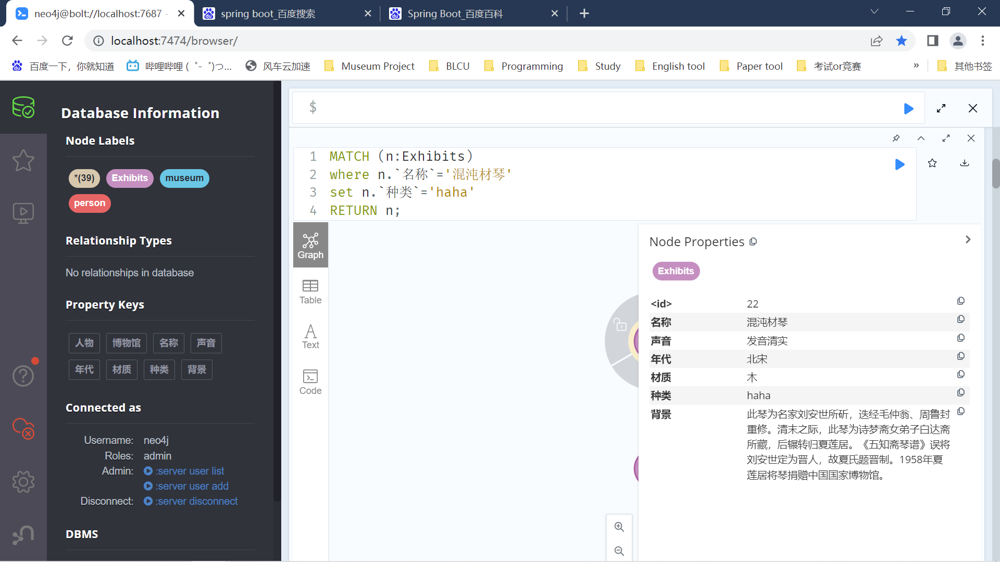 neo4j@bolt://localhost:7687 -
spring boot_百度搜索
Spring Boot_百度百科
localhost:7474/browser/
百度一下，你就知道
哔哩哔哩 (゜-゜)つ...
风车云加速
Museum Project
BLCU
Programming
Study
English tool
Paper tool
考试or竞赛
»
其他书签
Database Information
Node Labels
*(39) Exhibits museum
person
Relationship Types
No relationships in database
Property Keys
人物 博物馆 名称 声音
年代 材质 种类 背景
Connected as
Username: neo4j
Roles: admin
Admin: :server user list
:server user add
Disconnect: :server disconnect
DBMS
$
1 MATCH (n:Exhibits)
2 where n.`名称`='混沌材琴'
3 set n.`种类`='haha'
4 RETURN n;
Graph
Table
Text
Code
Node Properties
Exhibits
<id> 22
名称 混沌材琴
声音 发音清实
年代 北宋
材质 木
种类 haha
背景 此琴为名家刘安世所斫，迭经毛仲翁、周鲁封
重修。清末之际，此琴为诗梦斋女弟子白达斋
所藏，后辗转归夏莲居。《五知斋琴谱》误将
刘安世定为晋人，故夏氏题晋制。1958年夏
莲居将琴捐赠中国国家博物馆。